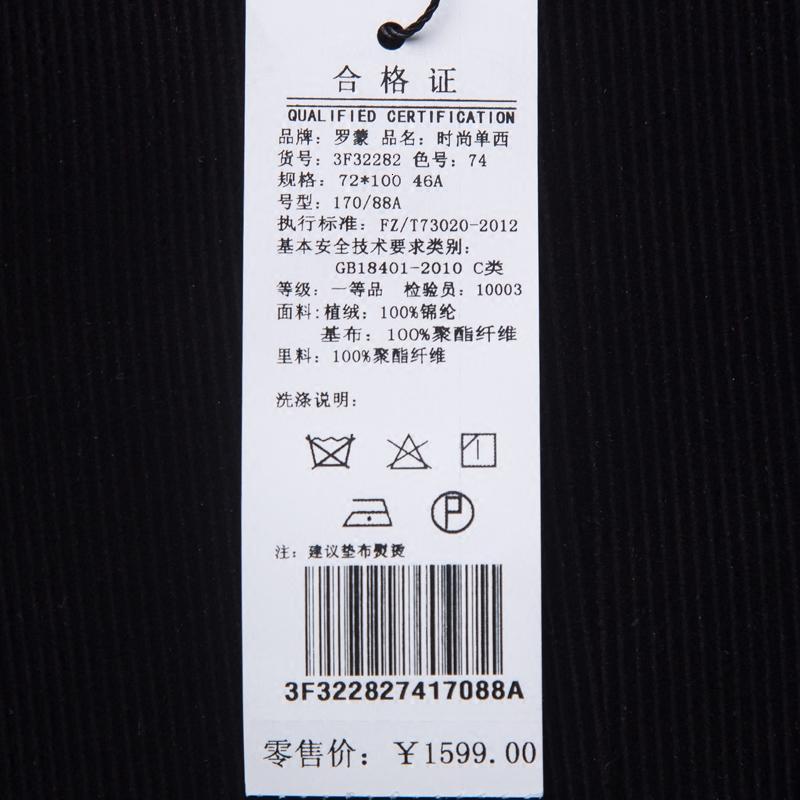 合格证
QUALIFIED CERTIFICATION
品牌：罗蒙 品名：时尚单西
货号：3F32282 色号：74
规格：72*100 46A
号型：170/88A
执行标准：FZ/T73020-2012
基本安全技术要求类别：
GB18401-2010 C类
等级：一等品 检验员：10003
面料：植绒：100%锦纶
基布：100%聚酯纤维
里料：100%聚酯纤维
洗涤说明：
P
注：建议垫布熨烫
3F322827417088A
零售价：￥1599.00